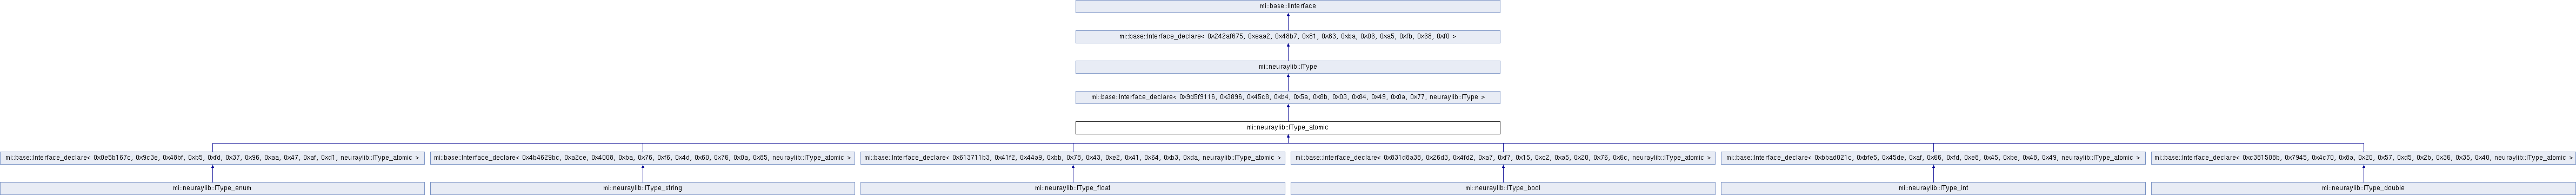 mi::base::IInterface
mi::base::Interface_declare< 0x242af675, 0xeaa2, 0x48b7, 0x81, 0x63, 0xba, 0x06, 0xa5, 0xfb, 0x68, 0xf0 >
mi::neuraylib::IType
mi::base::Interface_declare< 0x9d5f9116, 0x3896, 0x45c8, 0xb4, 0x5a, 0x8b, 0x03, 0x84, 0x49, 0x0a, 0x77, neuraylib::IType >
mi::neuraylib::IType_atomic
mi::base::Interface_declare< 0x0e5b167c, 0x9c3e, 0x48bf, 0xb5, 0xfd, 0x37, 0x96, 0xaa, 0x47, 0xaf, 0xd1, neuraylib::IType_atomic >
mi::base::Interface_declare< 0x4b4629bc, 0xa2ce, 0x4008, 0xba, 0x76, 0xf6, 0x4d, 0x60, 0x76, 0x0a, 0x85, neuraylib::IType_atomic >
mi::base::Interface_declare< 0x613711b3, 0x41f2, 0x44a9, 0xbb, 0x78, 0x43, 0xe2, 0x41, 0x64, 0xb3, 0xda, neuraylib::IType_atomic >
mi::base::Interface_declare< 0x831d8a38, 0x26d3, 0x4fd2, 0xa7, 0xf7, 0x15, 0xc2, 0xa5, 0x20, 0x76, 0x6c, neuraylib::IType_atomic >
mi::base::Interface_declare< 0xbbad021c, 0xbfe5, 0x45de, 0xaf, 0x66, 0xfd, 0xe8, 0x45, 0xbe, 0x48, 0x49, neuraylib::IType_atomic >
mi::base::Interface_declare< 0xc381508b, 0x7945, 0x4c70, 0x8a, 0x20, 0x57, 0xd5, 0x2b, 0x36, 0x35, 0x40, neuraylib::IType_atomic >
mi::neuraylib::IType_enum
mi::neuraylib::IType_string
mi::neuraylib::IType_float
mi::neuraylib::IType_bool
mi::neuraylib::IType_int
mi::neuraylib::IType_double